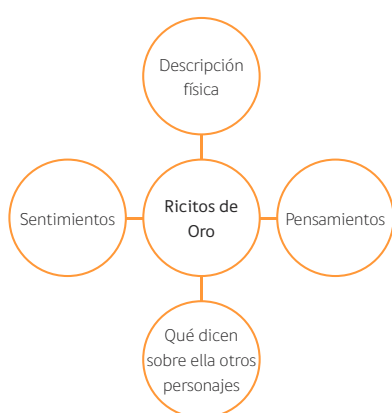 Descripción
física
Sentimientos
Ricitos de
Oro
Pensamientos
Qué dicen
sobre ella otros
personajes